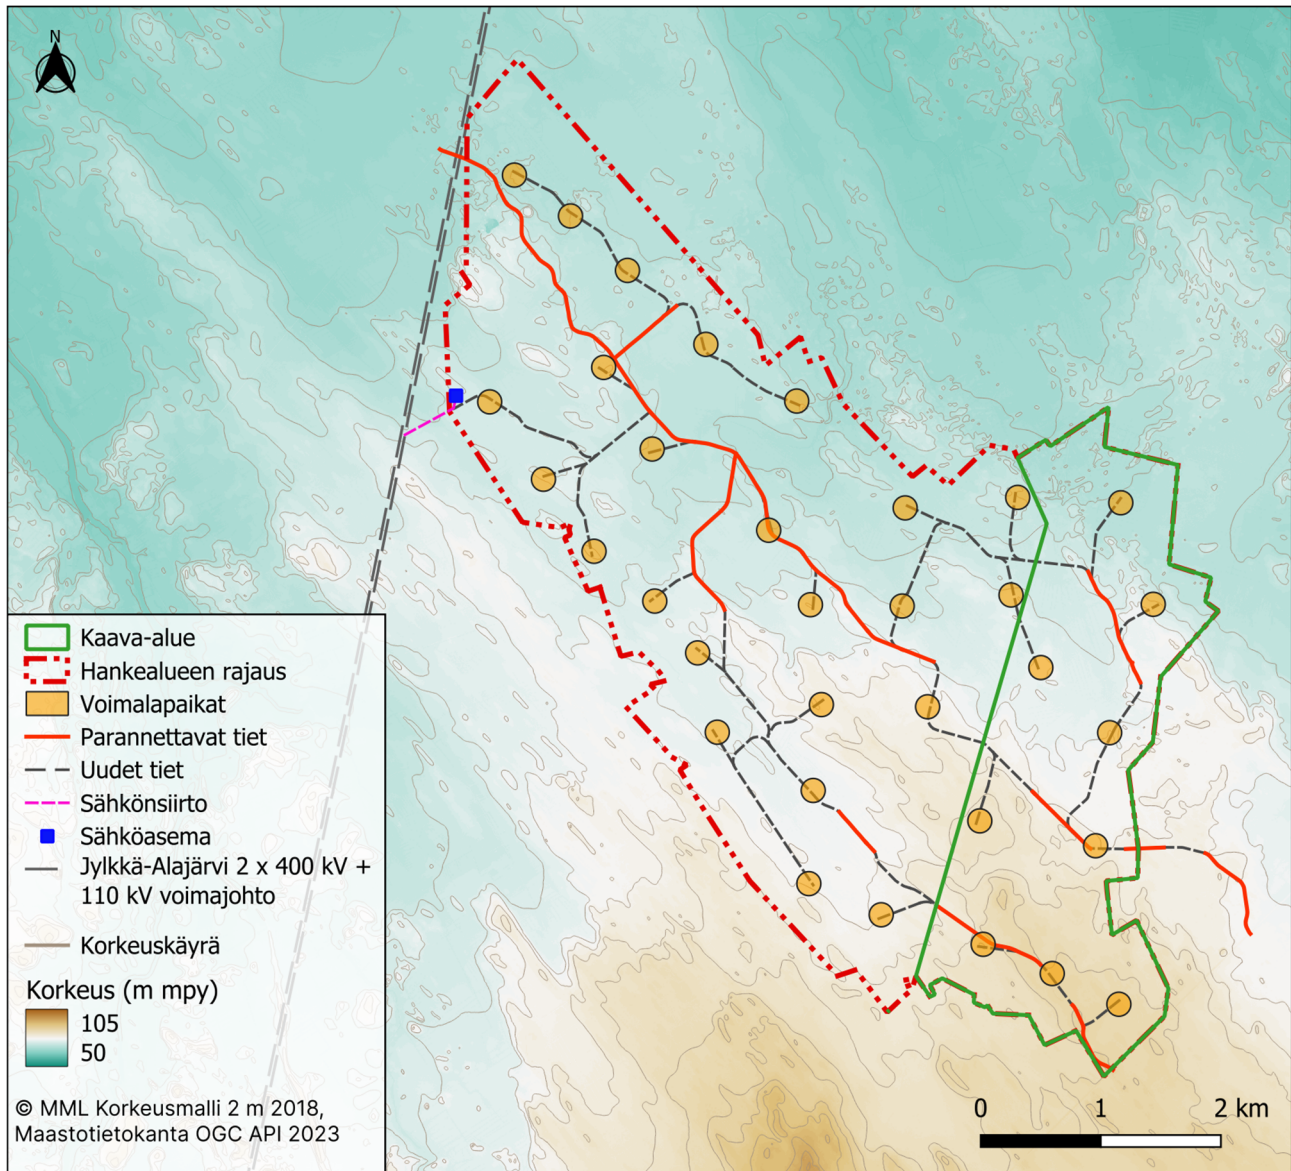 N
Kaava-alue
Hankealueen rajaus
Voimalapaikat
Parannettavat tiet
Uudet tiet
Sähkönsiirto
Sähköasema
Jylkkä-Alajärvi 2 x 400 kV +
110 kV voimajohto
Korkeuskäyrä
Korkeus (m mpy)
105
50
© MML Korkeusmalli 2 m 2018,
Maastotietokanta OGC API 2023
0 1 2 km